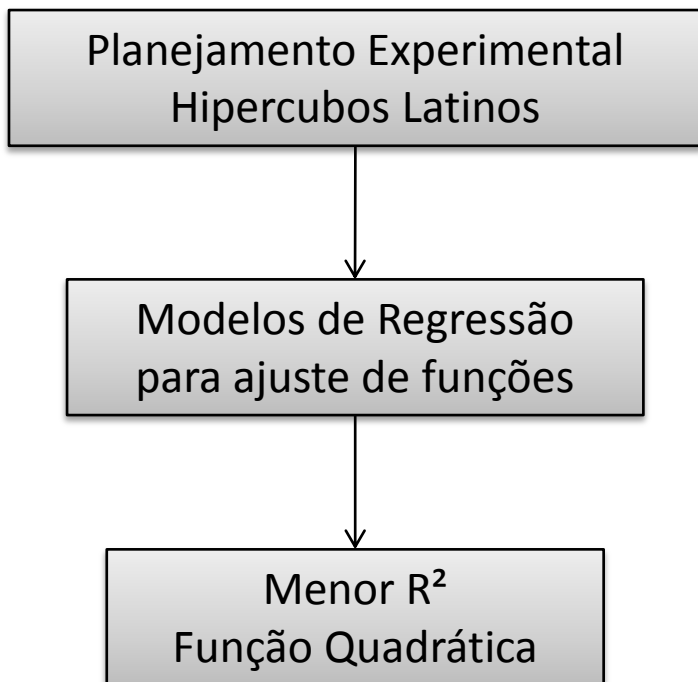 Planejamento Experimental
Hipercubos Latinos
Modelos de Regressão
para ajuste de funções
Menor R²
Função Quadrática